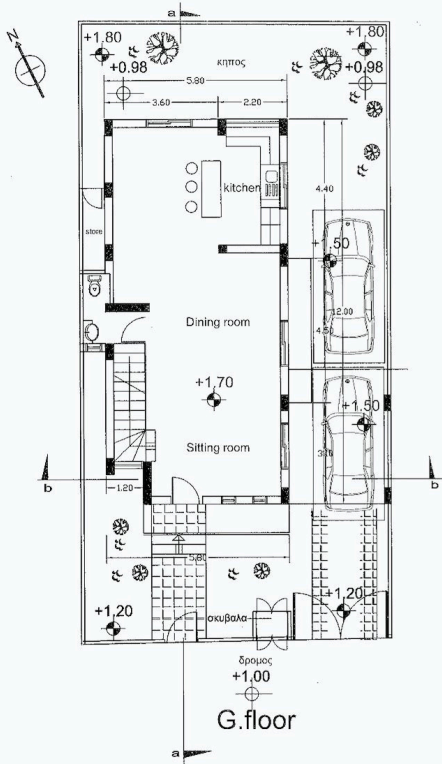 a
N
+1,80
+1,80
κηπος
+0.98
+0.98
5.80
3.60
2.20
kitchen
4.40
store
+1.50
12.00
Dining room
4.50
+1,70
+1,50
Sitting room
b
b
1.20
5.80
+1,20
σκυβαλα
+1,20
δρομος
+1,00
G.floor
a